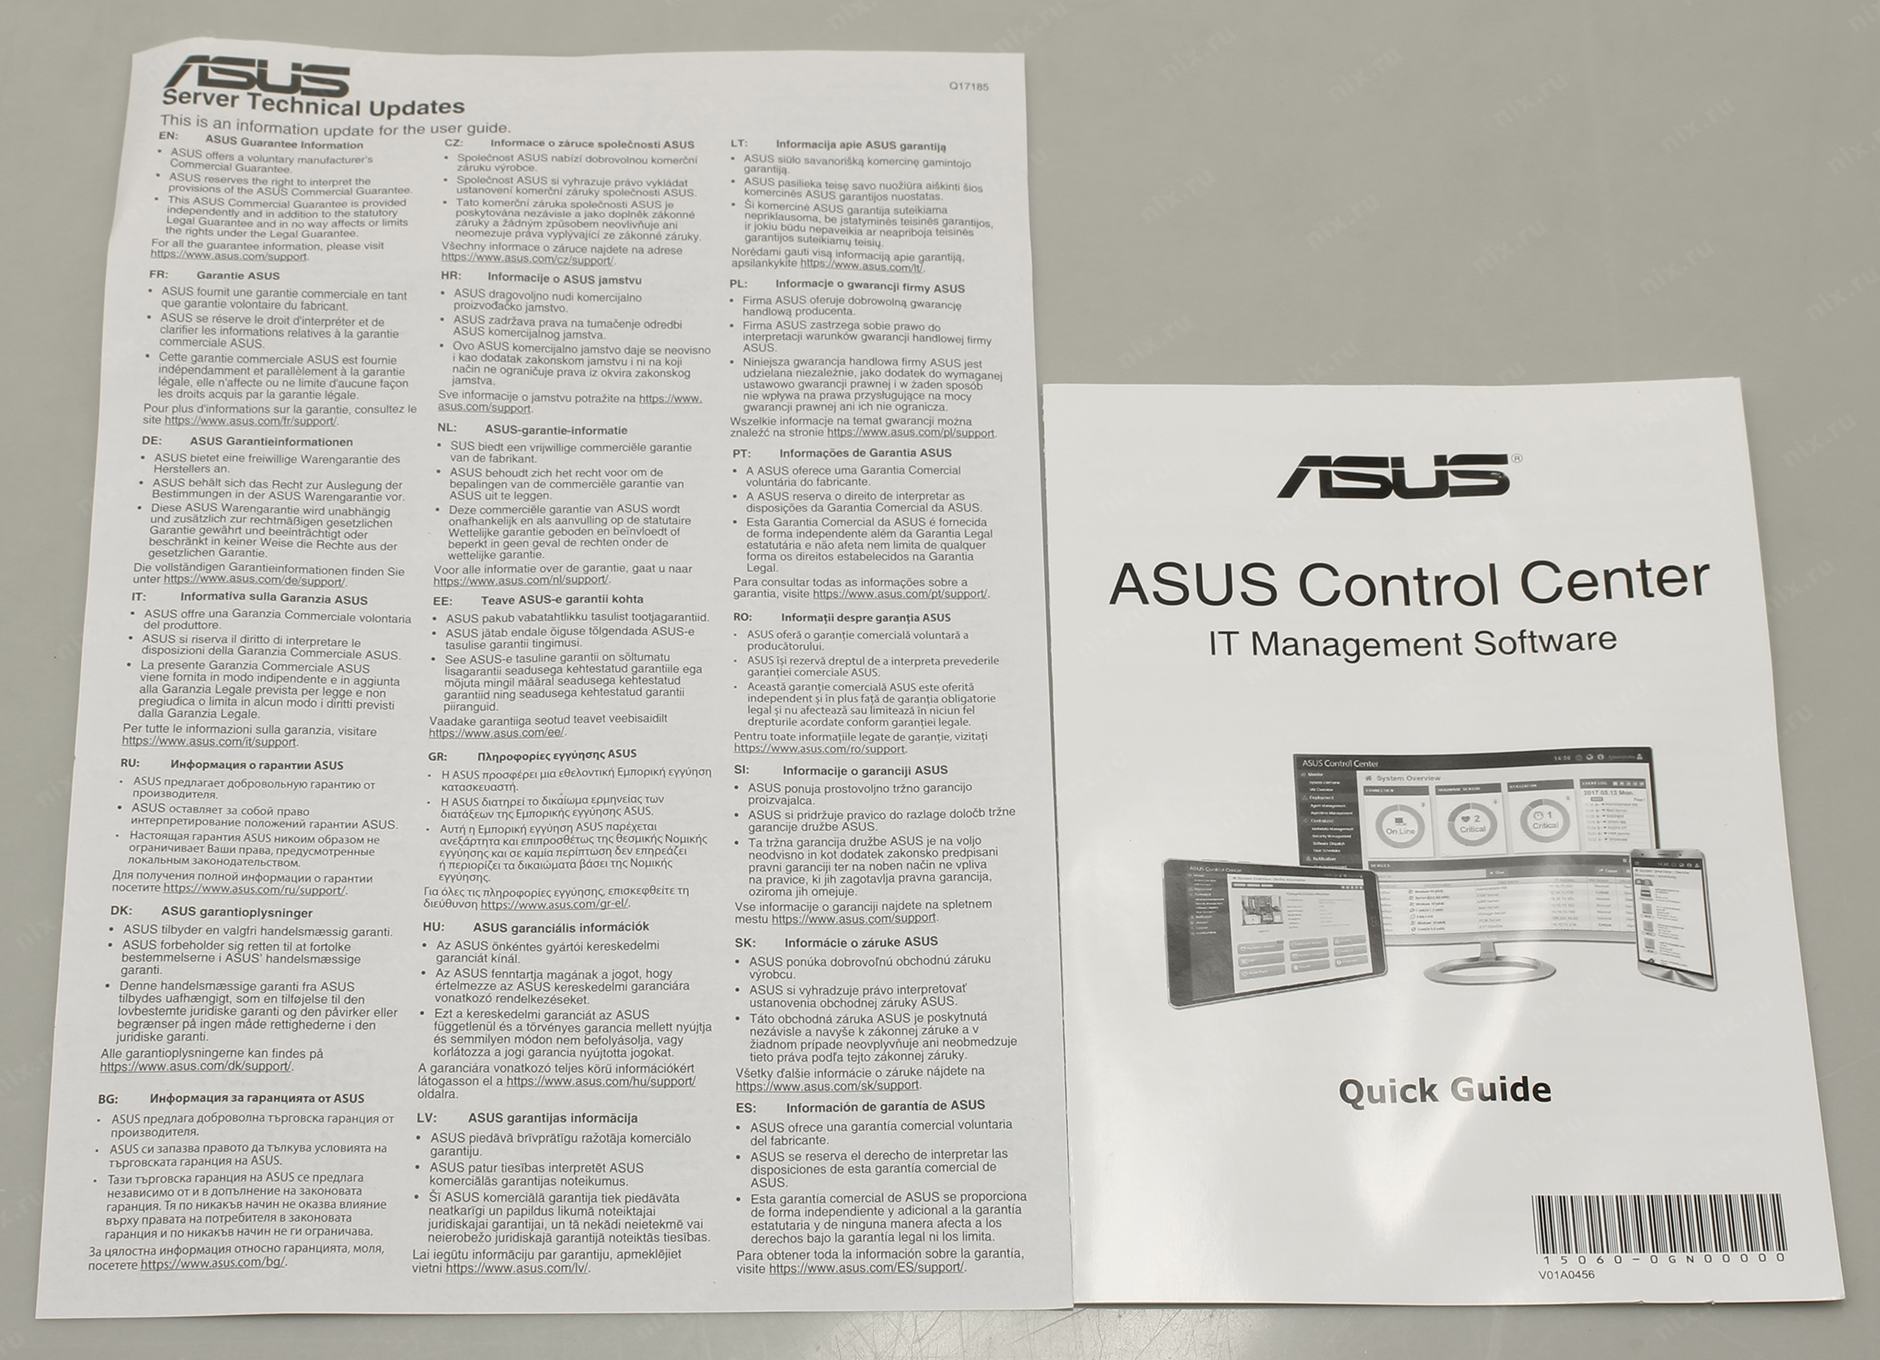 ASUS
Server Technical Updates
Q17185
This is an information update for the user guide.
EN: ASUS Guarantee Information
• ASUS offers a voluntary manufacturer's
Commercial Guarantee.
• ASUS reserves the right to interpret the
provisions of the ASUS Commercial Guarantee.
• This ASUS Commercial Guarantee is provided
independently and in addition to the statutory
Legal Guarantee and in no way affects or limits
the rights under the Legal Guarantee.
For all the guarantee information, please visit
https://www.asus.com/support.
FR: Garantie ASUS
• ASUS fournit une garantie commerciale en tant
que garantie volontaire du fabricant.
• ASUS se réserve le droit d'interpréter et de
clarifier les informations relatives à la garantie
commerciale ASUS.
• Cette garantie commerciale ASUS est fournie
indépendamment et parallèlement à la garantie
légale, elle n'affecte ou ne limite d'aucune façon
les droits acquis par la garantie légale.
Pour plus d'informations sur la garantie, consultez le
site https://www.asus.com/fr/support/.
DE: ASUS Garantieinformationen
• ASUS bietet eine freiwillige Warengarantie des
Herstellers an.
• ASUS behält sich das Recht zur Auslegung der
Bestimmungen in der ASUS Warengarantie vor.
• Diese ASUS Warengarantie wird unabhängig
und zusätzlich zur rechtmäßigen gesetzlichen
Garantie gewährt und beeinträchtigt oder
beschränkt in keiner Weise die Rechte aus der
gesetzlichen Garantie.
Die vollständigen Garantieinformationen finden Sie
unter https://www.asus.com/de/support/.
IT: Informativa sulla Garanzia ASUS
• ASUS offre una Garanzia Commerciale volontaria
del produttore.
• ASUS si riserva il diritto di interpretare le
disposizioni della Garanzia Commerciale ASUS.
• La presente Garanzia Commerciale ASUS
viene fornita in modo indipendente e in aggiunta
alla Garanzia Legale prevista per legge e non
pregiudica o limita in alcun modo i diritti previsti
dalla Garanzia Legale.
Per tutte le informazioni sulla garanzia, visitare
https://www.asus.com/it/support.
RU: Информация о гарантии ASUS
• ASUS предлагает добровольную гарантию от
производителя.
• ASUS оставляет за собой право
интерпретирование положений гарантии ASUS.
• Настоящая гарантия ASUS никоим образом не
ограничивает Ваши права, предусмотренные
локальным законодательством.
Для получения полной информации о гарантии
посетите https://www.asus.com/ru/support/.
DK: ASUS garantioplysninger
• ASUS tilbyder en valgfri handelsmæssig garanti.
• ASUS forbeholder sig retten til at fortolke
bestemmelserne i ASUS' handelsmæssige
garanti.
• Denne handelsmæssige garanti fra ASUS
tilbydes uafhængigt, som en tilføjelse til den
lovbestemte juridiske garanti og den påvirker eller
begrænser på ingen måde rettighederne i den
juridiske garanti.
Alle garantioplysningerne kan findes på
https://www.asus.com/dk/support/.
BG: Информация за гаранцията от ASUS
• ASUS предлага доброволна търговска гаранция от
производителя.
• ASUS си запазва правото да тълкува условията на
търговската гаранция на ASUS.
• Тази търговска гаранция на ASUS се предлага
независимо от и в допълнение на законовата
гаранция. Тя по никакъв начин не оказва влияние
върху правата на потребителя в законовата
гаранция и по никакъв начин не ги ограничава.
За цялостна информация относно гаранцията, моля,
посетете https://www.asus.com/bg/.
CZ: Informace o záruce společnosti ASUS
• Společnost ASUS nabízí dobrovolnou komerční
záruku výrobce.
• Společnost ASUS si vyhrazuje právo vykládat
ustanovení komerční záruky společnosti ASUS.
• Tato komerční záruka společnosti ASUS je
poskytována nezávisle a jako doplněk zákonné
záruky a žádným způsobem neovlivňuje ani
neomezuje práva vyplývající ze zákonné záruky.
Všechny informace o záruce najdete na adrese
https://www.asus.com/cz/support/.
HR: Informacije o ASUS jamstvu
• ASUS dragovoljno nudi komercijalno
proizvođačko jamstvo.
• ASUS zadržava prava na tumačenje odredbi
ASUS komercijalnog jamstva.
• Ovo ASUS komercijalno jamstvo daje se neovisno
i kao dodatak zakonskom jamstvu i ni na koji
način ne ograničuje prava iz okvira zakonskog
jamstva.
Sve informacije o jamstvu potražite na https://www.
asus.com/support.
NL: ASUS-garantie-informatie
• SUS biedt een vrijwillige commerciële garantie
van de fabrikant.
• ASUS behoudt zich het recht voor om de
bepalingen van de commerciële garantie van
ASUS uit te leggen.
• Deze commerciële garantie van ASUS wordt
onafhankelijk en als aanvulling op de statutaire
Wettelijke garantie geboden en beïnvloedt of
beperkt in geen geval de rechten onder de
wettelijke garantie.
Voor alle informatie over de garantie, gaat u naar
https://www.asus.com/nl/support/.
EE: Teave ASUS-e garantii kohta
• ASUS pakub vabatahtlikku tasulist tootjagarantiid.
• ASUS jätab endale õiguse tõlgendada ASUS-e
tasulise garantii tingimusi.
• See ASUS-e tasuline garantii on sõltumatu
lisagarantii seadusega kehtestatud garantiile ega
mõjuta mingil määral seadusega kehtestatud
garantiid ning seadusega kehtestatud garantii
piiranguid.
Vaadake garantiiga seotud teavet veebisaidilt
https://www.asus.com/ee/.
GR: Πληροφορίες εγγύησης ASUS
• Η ASUS προσφέρει μια εθελοντική Εμπορική εγγύηση
κατασκευαστή.
• Η ASUS διατηρεί το δικαίωμα ερμηνείας των
διατάξεων της Εμπορικής εγγύησης ASUS.
• Αυτή η Εμπορική εγγύηση ASUS παρέχεται
ανεξάρτητα και επιπροσθέτως της θεσμικής Νομικής
εγγύησης και σε καμία περίπτωση δεν επηρεάζει
ή περιορίζει τα δικαιώματα βάσει της Νομικής
εγγύησης.
Για όλες τις πληροφορίες εγγύησης, επισκεφθείτε τη
διεύθυνση https://www.asus.com/gr-el/.
HU: ASUS garanciális információk
• Az ASUS önkéntes gyártói kereskedelmi
garanciát kínál.
• Az ASUS fenntartja magának a jogot, hogy
értelmezze az ASUS kereskedelmi garanciára
vonatkozó rendelkezéseket.
• Ezt a kereskedelmi garanciát az ASUS
függetlenül és a törvényes garancia mellett nyújtja
és semmilyen módon nem befolyásolja, vagy
korlátozza a jogi garancia nyújtotta jogokat.
A garanciára vonatkozó teljes körű információkért
látogasson el a https://www.asus.com/hu/support/
oldalra.
LV: ASUS garantijas informācija
• ASUS piedāvā brīvprātīgu ražotāja komerciālo
garantiju.
• ASUS patur tiesības interpretēt ASUS
komerciālās garantijas noteikumus.
• Šī ASUS komerciālā garantija tiek piedāvāta
neatkarīgi un papildus likumā noteiktajai
juridiskajai garantijai, un tā nekādi neietekmē vai
neierobežo juridiskajā garantijā noteiktās tiesības.
Lai iegūtu informāciju par garantiju, apmeklējiet
vietni https://www.asus.com/lv/.
LT: Informacija apie ASUS garantiją
• ASUS siūlo savanorišką komercinę gamintojo
garantiją.
• ASUS pasilieka teisę savo nuožiūra aiškinti šios
komercinės ASUS garantijos nuostatas.
• Ši komercinė ASUS garantija suteikiama
nepriklausoma, be įstatyminės teisinės garantijos,
ir jokiu būdu nepaveikia ar neapriboja teisinės
garantijos suteikiamų teisių.
Norėdami gauti visą informaciją apie garantiją,
apsilankykite https://www.asus.com/lt/.
PL: Informacje o gwarancji firmy ASUS
• Firma ASUS oferuje dobrowolną gwarancję
handlową producenta.
• Firma ASUS zastrzega sobie prawo do
interpretacji warunków gwarancji handlowej firmy
ASUS.
• Niniejsza gwarancja handlowa firmy ASUS jest
udzielana niezależnie, jako dodatek do wymaganej
ustawowo gwarancji prawnej i w żaden sposób
nie wpływa na prawa przysługujące na mocy
gwarancji prawnej ani ich nie ogranicza.
Wszelkie informacje na temat gwarancji można
znaleźć na stronie https://www.asus.com/pl/support.
PT: Informações de Garantia ASUS
• A ASUS oferece uma Garantia Comercial
voluntária do fabricante.
• A ASUS reserva o direito de interpretar as
disposições da Garantia Comercial da ASUS.
• Esta Garantia Comercial da ASUS é fornecida
de forma independente além da Garantia Legal
estatutária e não afeta nem limita de qualquer
forma os direitos estabelecidos na Garantia
Legal.
Para consultar todas as informações sobre a
garantia, visite https://www.asus.com/pt/support/.
RO: Informații despre garanția ASUS
• ASUS oferă o garanție comercială voluntară a
producătorului.
• ASUS își rezervă dreptul de a interpreta prevederile
garanției comerciale ASUS.
• Această garanție comercială ASUS este oferită
independent și în plus față de garanția obligatorie
legal și nu afectează sau limitează în niciun fel
drepturile acordate conform garanției legale.
Pentru toate informațiile legate de garanție, vizitați
https://www.asus.com/ro/support.
SI: Informacije o garanciji ASUS
• ASUS ponuja prostovoljno tržno garancijo
proizvajalca.
• ASUS si pridržuje pravico do razlage določb tržne
garancije družbe ASUS.
• Ta tržna garancija družbe ASUS je na voljo
neodvisno in kot dodatek zakonsko predpisani
pravni garanciji ter na noben način ne vpliva
na pravice, ki jih zagotavlja pravna garancija,
oziroma jih omejuje.
Vse informacije o garanciji najdete na spletnem
mestu https://www.asus.com/support.
SK: Informácie o záruke ASUS
• ASUS ponúka dobrovoľnú obchodnú záruku
výrobcu.
• ASUS si vyhradzuje právo interpretovať
ustanovenia obchodnej záruky ASUS.
• Táto obchodná záruka ASUS je poskytnutá
nezávisle a navyše k zákonnej záruke a v
žiadnom prípade neovplyvňuje ani neobmedzuje
tieto práva podľa tejto zákonnej záruky.
Všetky ďalšie informácie o záruke nájdete na
https://www.asus.com/sk/support.
ES: Información de garantía de ASUS
• ASUS ofrece una garantía comercial voluntaria
del fabricante.
• ASUS se reserva el derecho de interpretar las
disposiciones de esta garantía comercial de
ASUS.
• Esta garantía comercial de ASUS se proporciona
de forma independiente y adicional a la garantía
estatutaria y de ninguna manera afecta a los
derechos bajo la garantía legal ni los limita.
Para obtener toda la información sobre la garantía,
visite https://www.asus.com/ES/support/.
ASUS®
ASUS Control Center
IT Management Software
ASUS Control Center
System Overview
On Line
2
Critical
1
Critical
2017.03.13 Mon.
ASUS Control Center
Quick Guide
15060-0GN00000
V01A0456
nix.ru